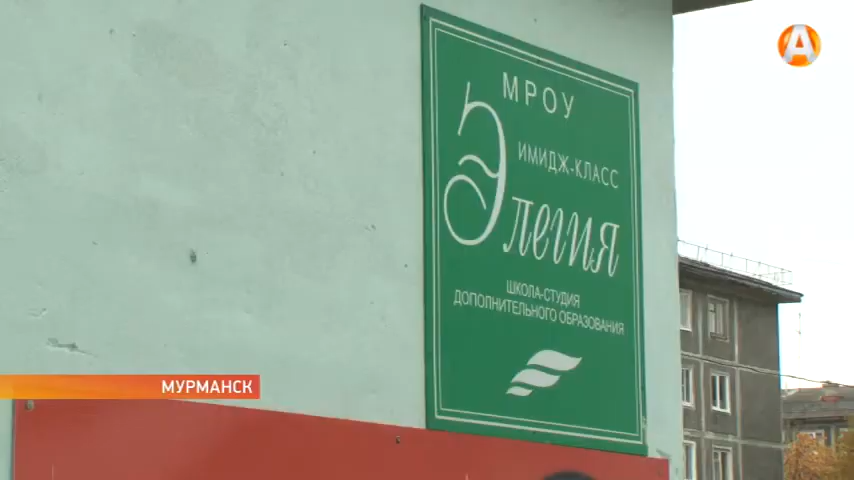 А
МРОУ
ИМИДЖ-КЛАСС
Элегия
ШКОЛА-СТУДИЯ
ДОПОЛНИТЕЛЬНОГО ОБРАЗОВАНИЯ
МУРМАНСК